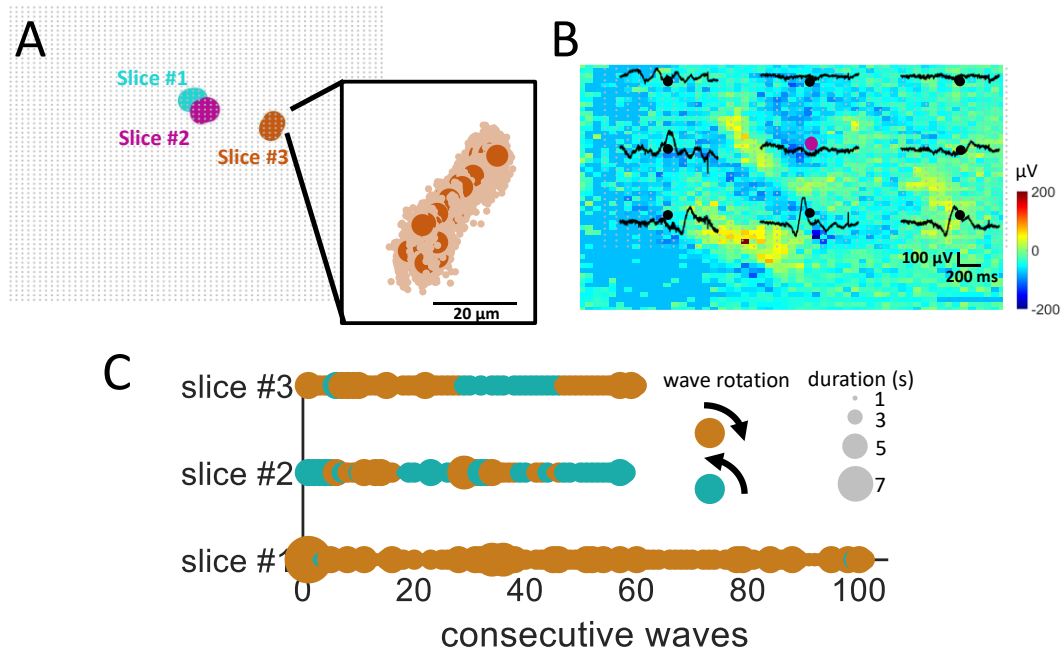 A
Slice #1
Slice #2
Slice #3
20 μm
B
μV
200
0
-200
100 μV
200 ms
C
slice #3
slice #2
slice #1
0 20 40 60 80 100
consecutive waves
wave rotation
duration (s)
1
3
5
7